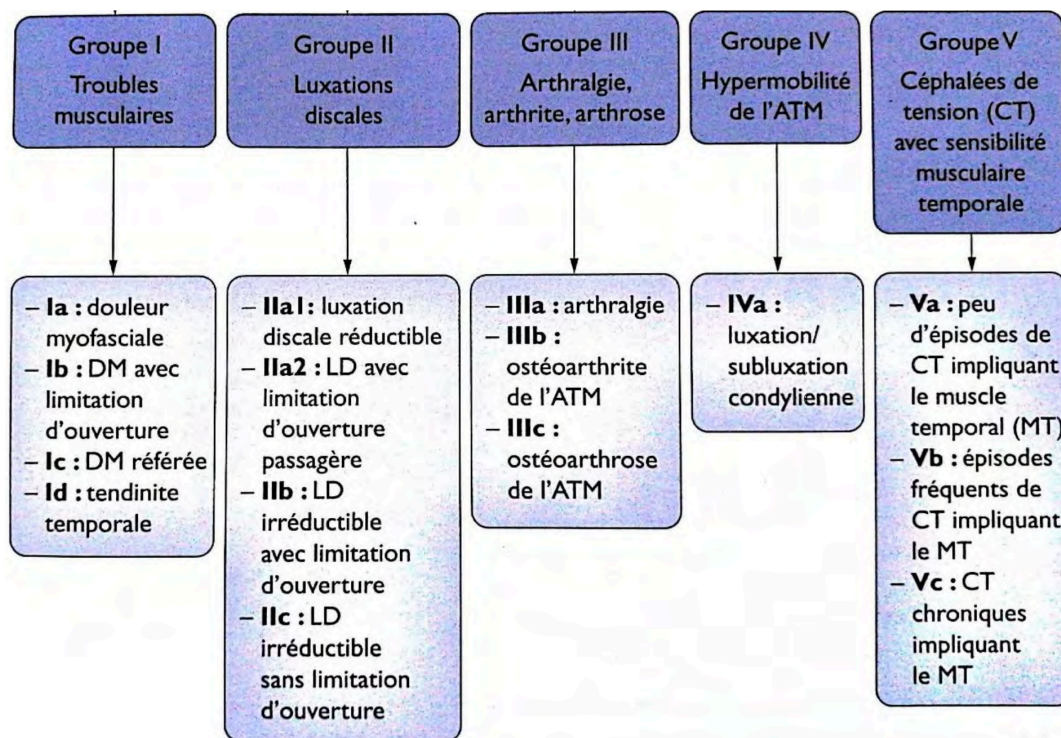 Groupe I
Troubles
musculaires
Groupe II
Luxations
discales
Groupe III
Arthralgie,
arthrite, arthrose
Groupe IV
Hypermobilité
de l'ATM
Groupe V
Céphalées de
tension (CT)
avec sensibilité
musculaire
temporale
– Ia : douleur
myofasciale
– Ib : DM avec
limitation
d'ouverture
– Ic : DM référée
– Id : tendinite
temporale
– IIa1: luxation
discale réductible
– IIa2 : LD avec
limitation
d'ouverture
passagère
– IIb : LD
irréductible
avec limitation
d'ouverture
– IIc : LD
irréductible
sans limitation
d'ouverture
– IIIa : arthralgie
– IIIb :
ostéoarthrite
de l'ATM
– IIIc :
ostéoarthrose
de l'ATM
– IVa :
luxation/
subluxation
condylienne
– Va : peu
d'épisodes de
CT impliquant
le muscle
temporal (MT)
– Vb : épisodes
fréquents de
CT impliquant
le MT
– Vc : CT
chroniques
impliquant
le MT